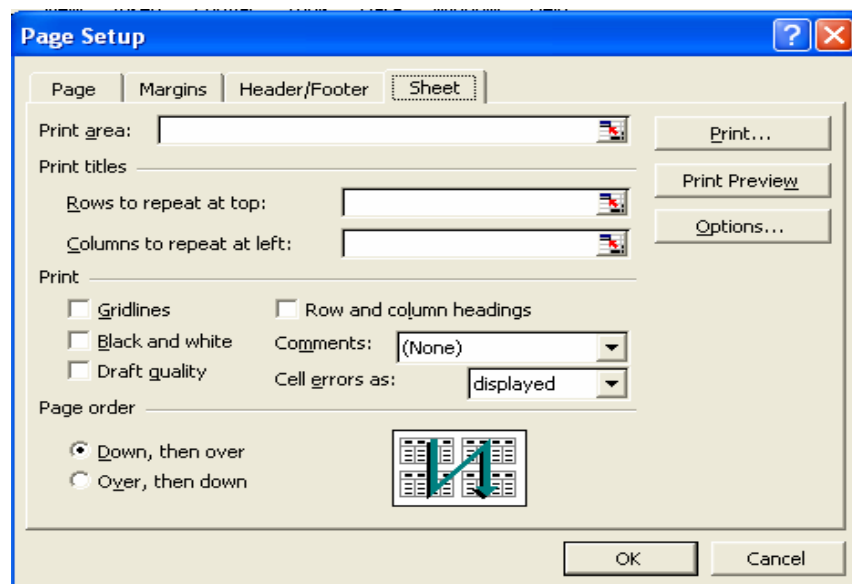 Page Setup
Page Margins Header/Footer Sheet
Print area:
Print...
Print titles
Print Preview
Rows to repeat at top:
Options...
Columns to repeat at left:
Print
Gridlines Row and column headings
Black and white Comments: (None)
Draft quality Cell errors as: displayed
Page order
Down, then over
Over, then down
OK Cancel